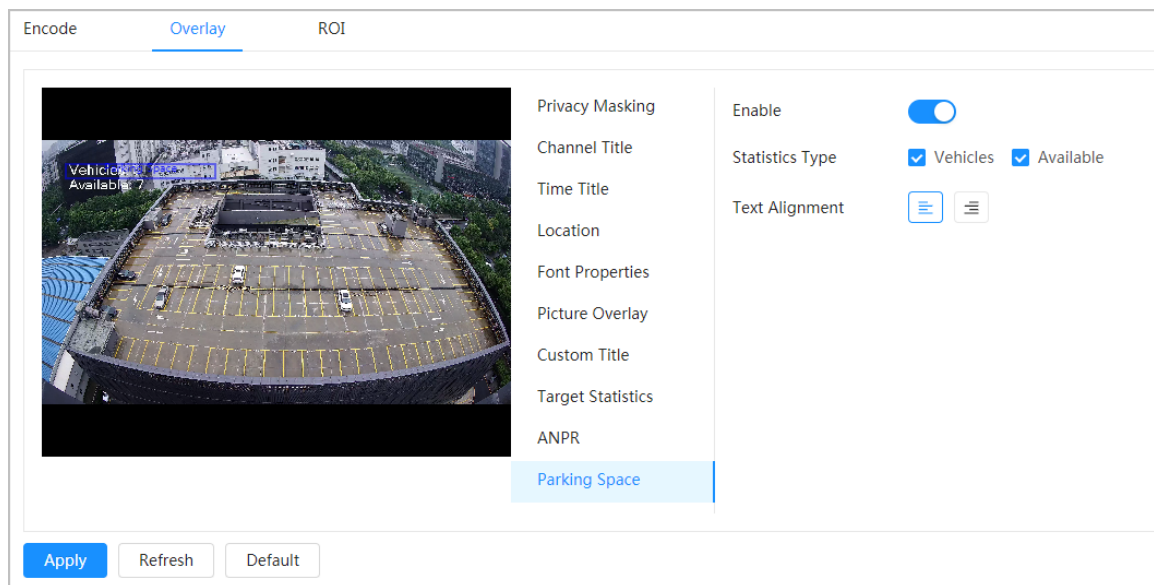 Encode
Overlay
ROI
Privacy Masking
Channel Title
Time Title
Location
Font Properties
Picture Overlay
Custom Title
Target Statistics
ANPR
Parking Space
Enable
Statistics Type
Vehicles
Available
Text Alignment
Available: 7
Apply
Refresh
Default